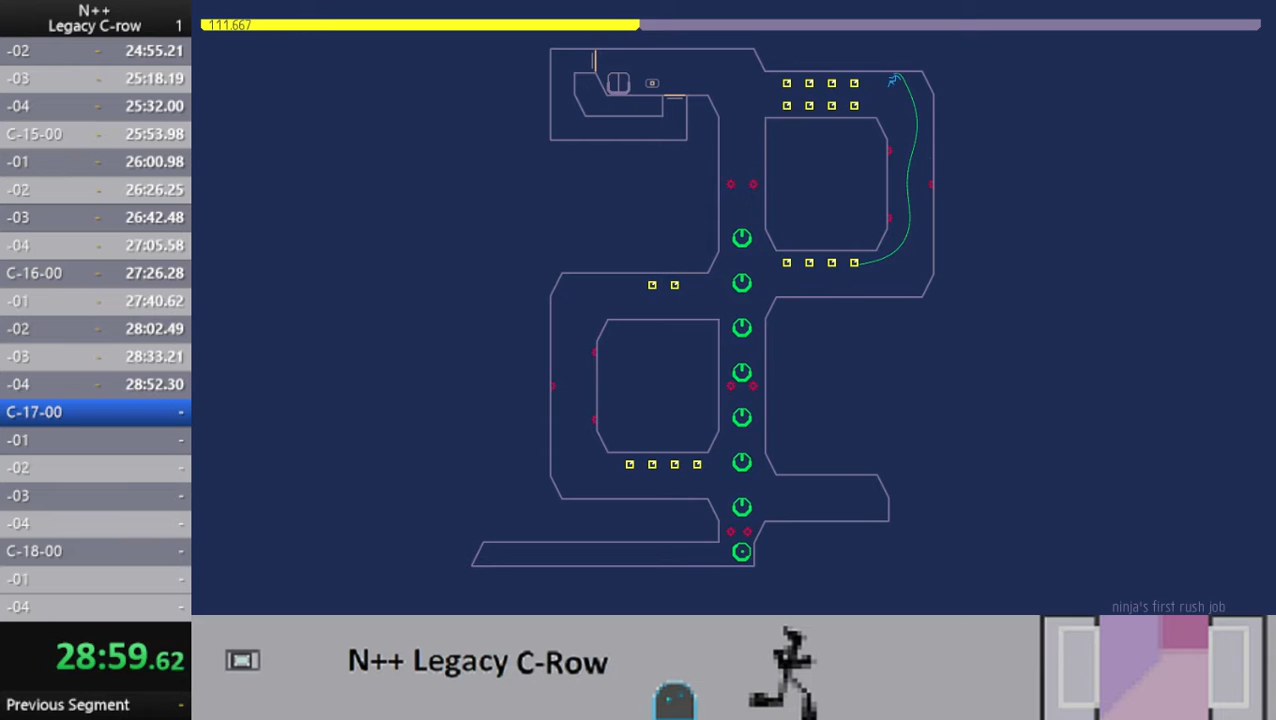 N++
Legacy C-row 1
-02 - 24:55.21
-03 - 25:18.19
-04 - 25:32.00
C-15-00 - 25:53.98
-01 - 26:00.98
-02 - 26:26.25
-03 - 26:42.48
-04 - 27:05.58
C-16-00 - 27:26.28
-01 - 27:40.62
-02 - 28:02.49
-03 - 28:33.21
-04 - 28:52.30
C-17-00 -
-01 -
-02 -
-03 -
-04 -
C-18-00 -
-01 -
-04 -
28:59.62
Previous Segment -
111.667
ninja's first rush job
N++ Legacy C-Row